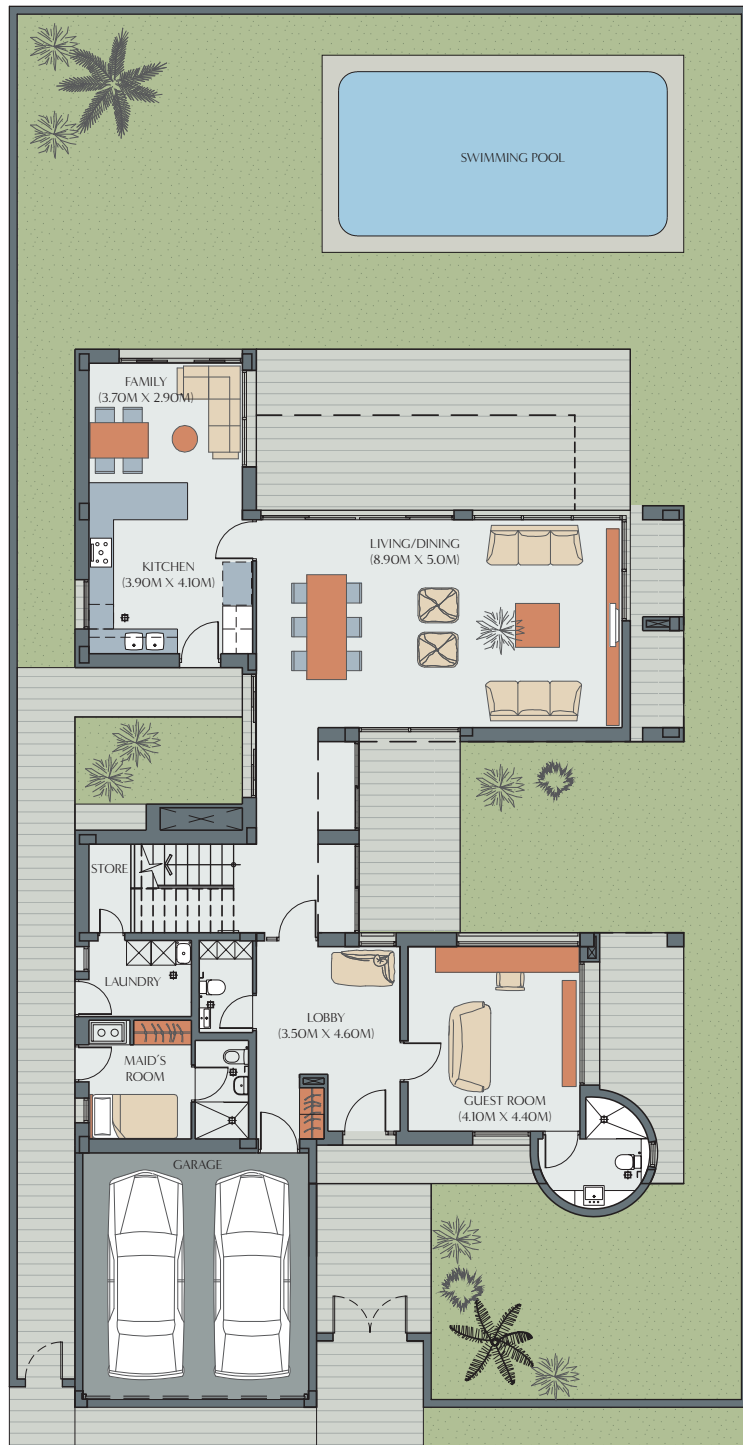 SWIMMING POOL
FAMILY
(3.70M X 2.90M)
LIVING/DINING
(8.90M X 5.0M)
KITCHEN
(3.90M X 4.10M)
STORE
LAUNDRY
LOBBY
(3.50M X 4.60M)
MAID'S
ROOM
GUEST ROOM
(4.10M X 4.40M)
GARAGE